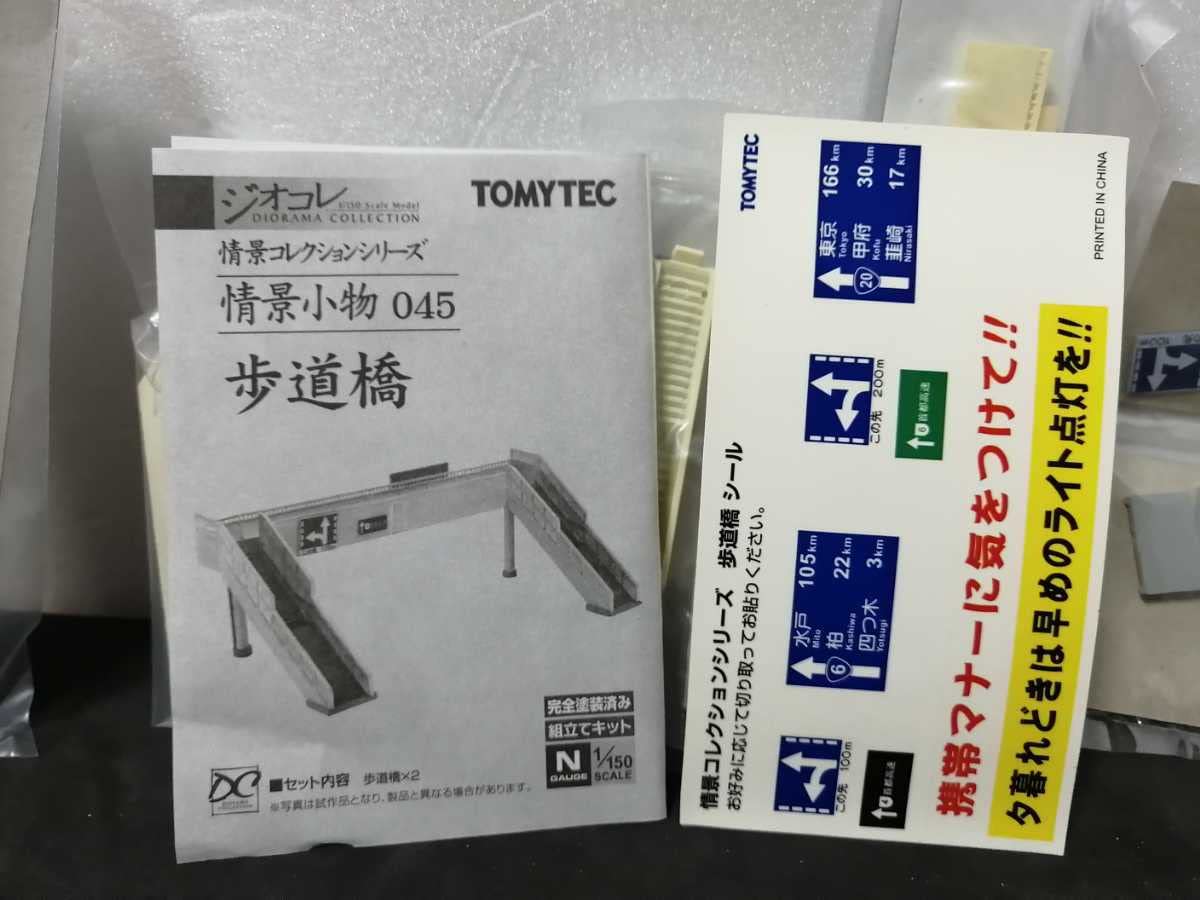 ジオコレ
1/150 Scale Model
DIORAMA COLLECTION
TOMYTEC
情景コレクションシリーズ
情景小物 045
歩道橋
完全塗装済み
組立てキット
N GAUGE 1/150 SCALE
DC
■セット内容 歩道橋×2
※写真は試作品となり、製品と異なる場合があります。
TOMYTEC
情景コレクションシリーズ 歩道橋 シール
お好みに応じて切り取ってお貼りください。
水戸 105km
Mito
柏 22km
Kashiwa
四つ木 3km
Yotsugi
6
東京 166km
Tokyo
甲府 30km
Kofu
韮崎 17km
Nirasaki
20
この先 100m
首都高速
この先 200m
6 首都高速
携帯マナーに気をつけて!!
夕暮れどきは早めのライト点灯を!!
PRINTED IN CHINA